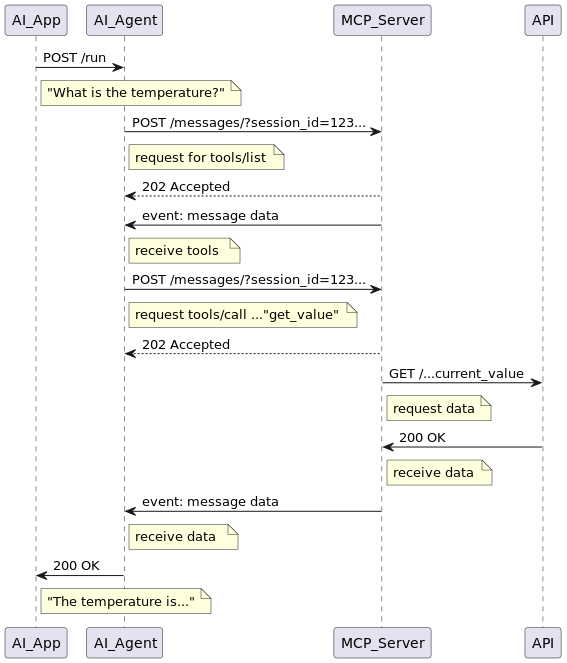 AI_App AI_Agent MCP_Server API
POST /run
"What is the temperature?"
POST /messages/?session_id=123...
request for tools/list
202 Accepted
event: message data
receive tools
POST /messages/?session_id=123...
request tools/call ..."get_value"
202 Accepted
GET /...current_value
request data
200 OK
receive data
event: message data
receive data
200 OK
"The temperature is..."
AI_App AI_Agent MCP_Server API